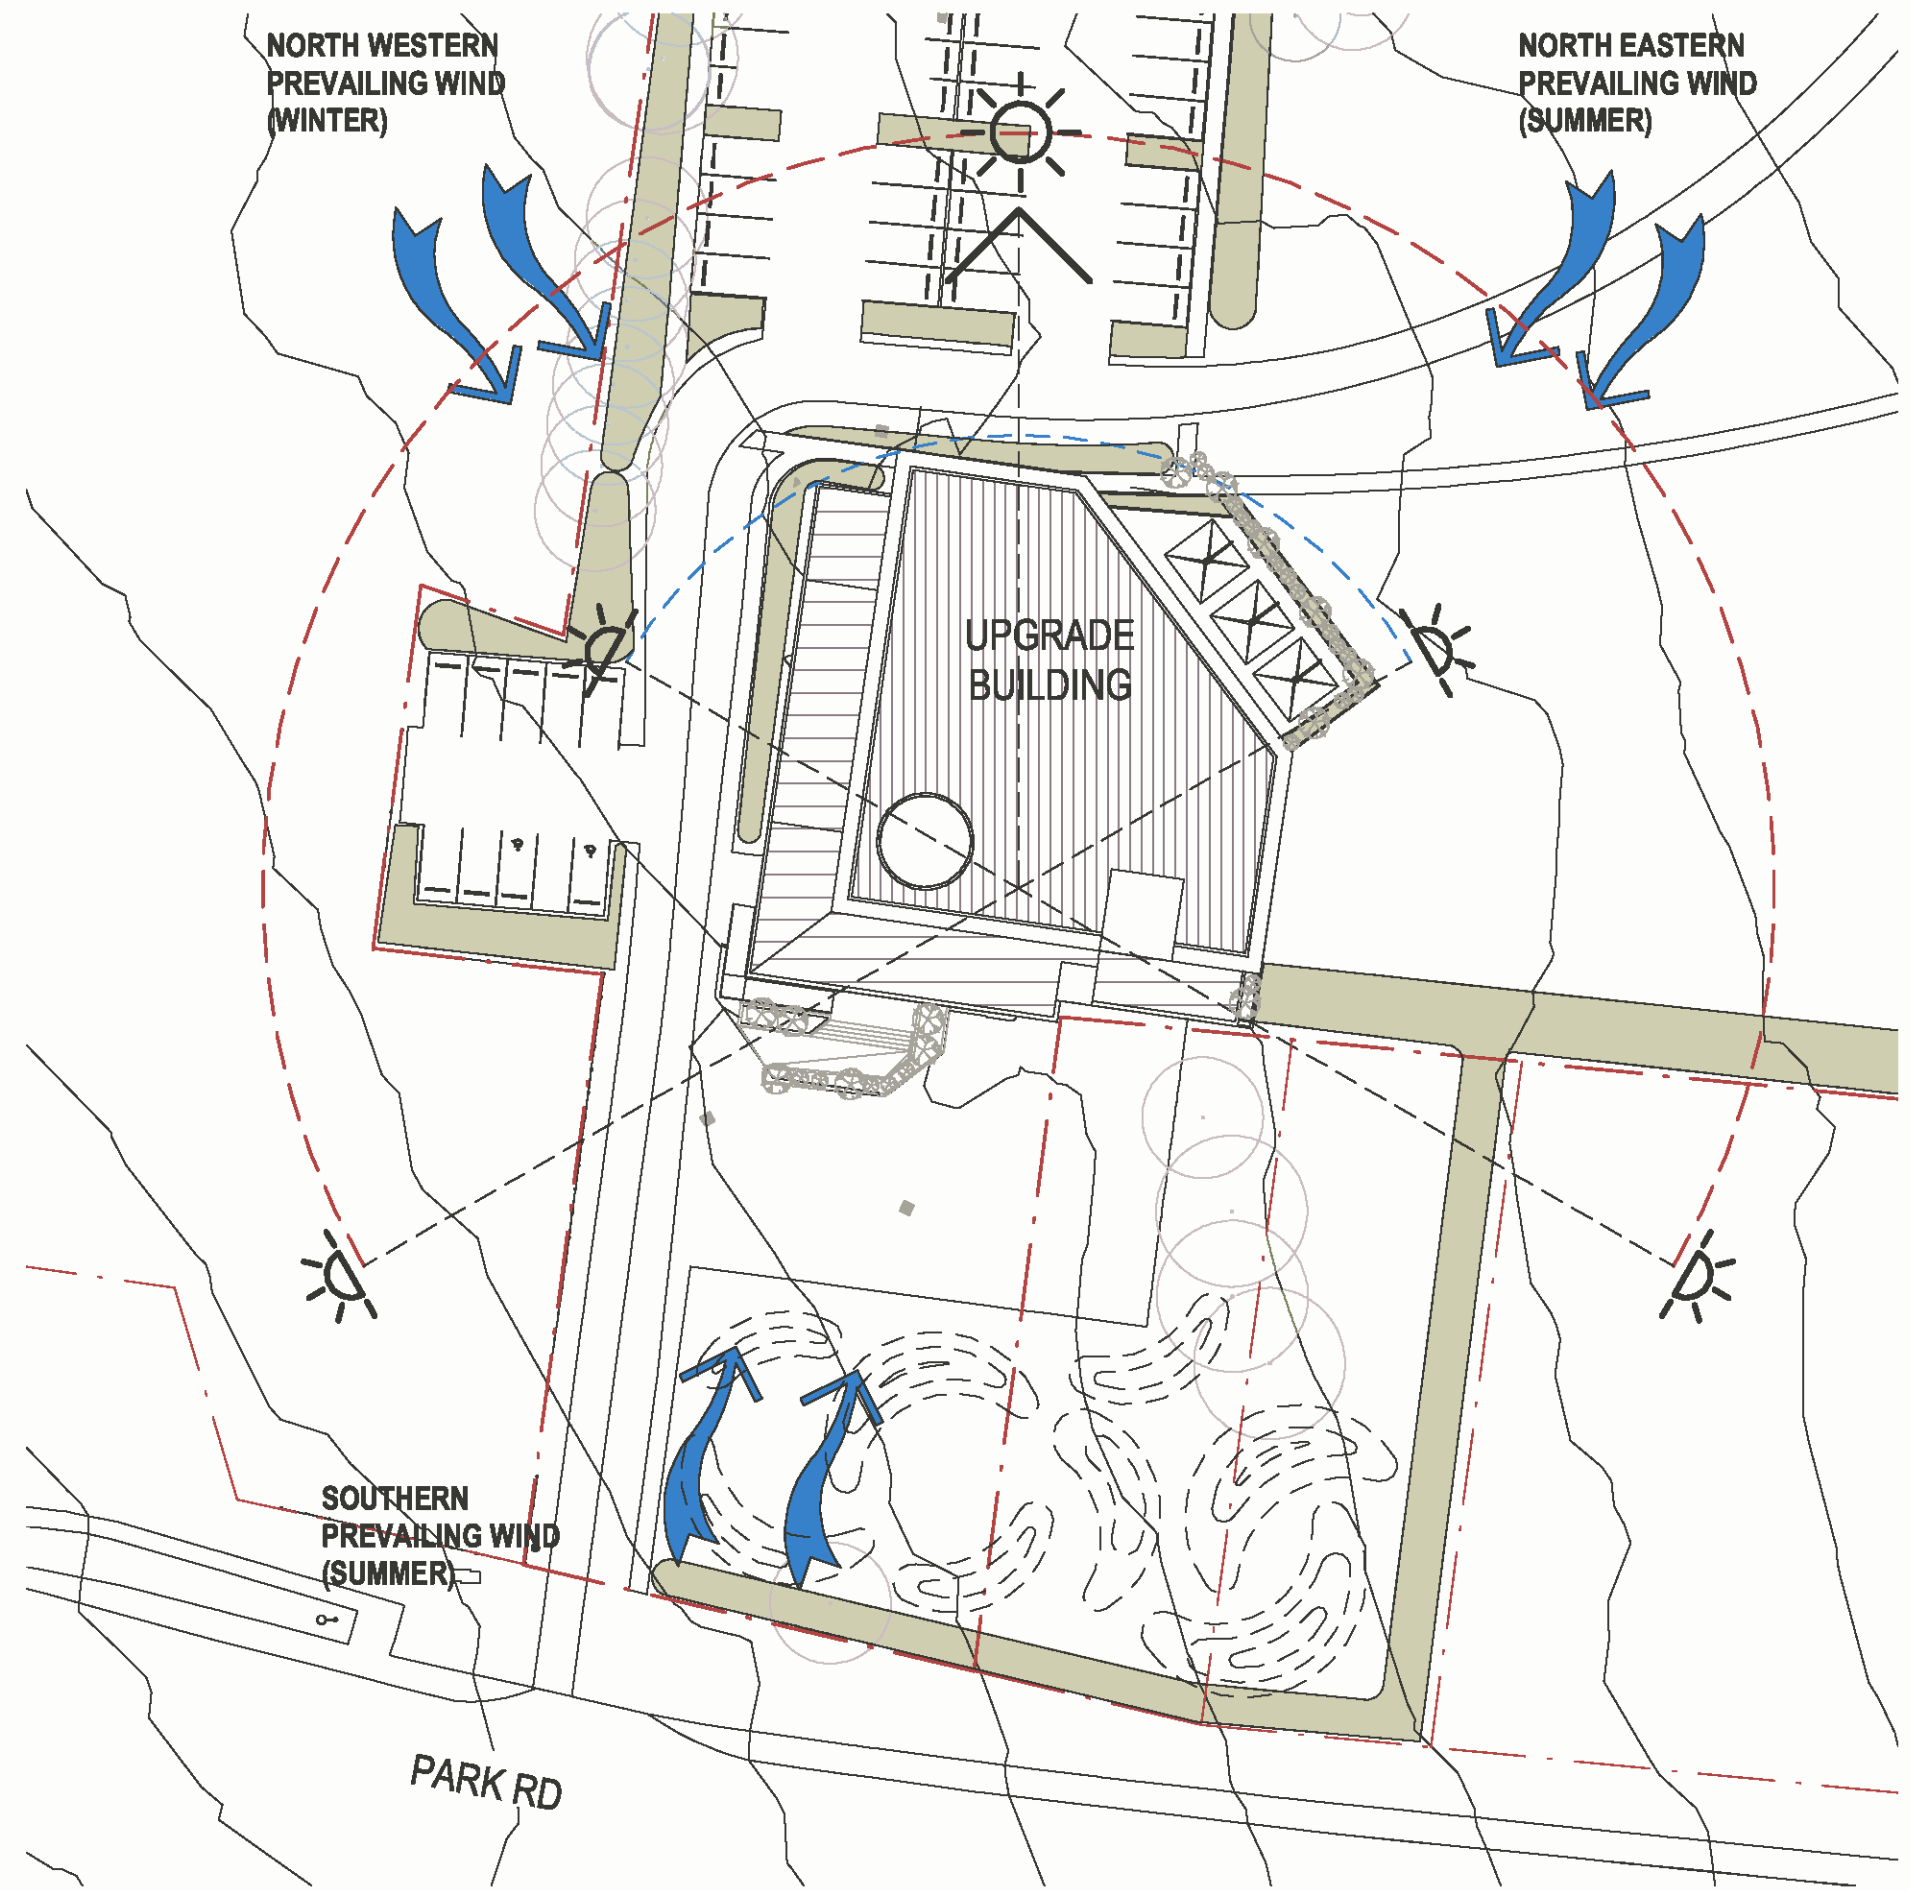 NORTH WESTERN
PREVAILING WIND
(WINTER)
NORTH EASTERN
PREVAILING WIND
(SUMMER)
UPGRADE
BUILDING
SOUTHERN
PREVAILING WIND
(SUMMER)
PARK RD